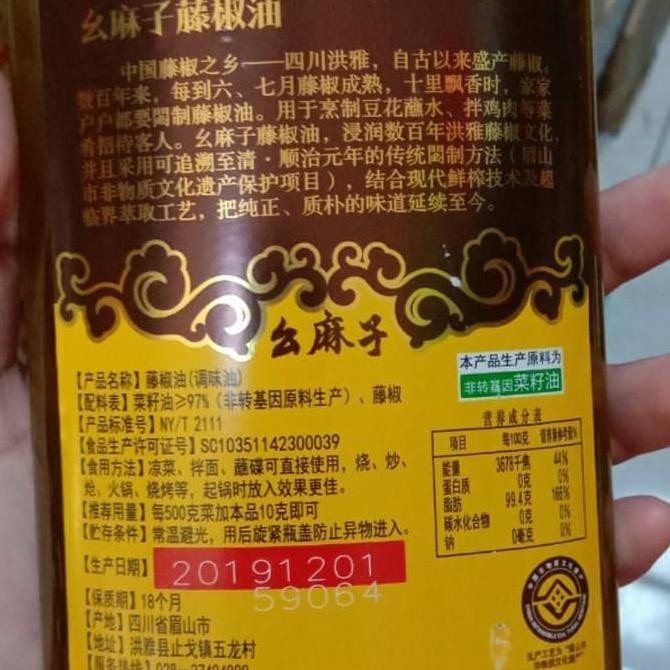 幺麻子藤椒油
中国藤椒之乡——四川洪雅，自古以来盛产藤椒。
数百年来，每到六、七月藤椒成熟，十里飘香时，家家
户户都要閟制藤椒油。用于烹制豆花蘸水、拌鸡肉等菜
肴招待客人。幺麻子藤椒油，浸润数百年洪雅藤椒文化，
并且采用可追溯至清·顺治元年的传统閟制方法（眉山
市非物质文化遗产保护项目），结合现代鲜榨技术及超
临界萃取工艺，把纯正、质朴的味道延续至今。
幺麻子
本产品生产原料为
非转基因菜籽油
【产品名称】藤椒油(调味油)
【配料表】菜籽油≥97%（非转基因原料生产）、藤椒
【产品标准号】NY/T 2111
【食品生产许可证号】SC10351142300039
【食用方法】凉菜、拌面、蘸碟可直接使用，烧、炒、
炝、火锅、烧烤等，起锅时放入效果更佳。
【推荐用量】每500克菜加本品10克即可
【贮存条件】常温避光，用后旋紧瓶盖防止异物进入。
【生产日期】20191201
59064
【保质期】18个月
【产地】四川省眉山市
【地址】洪雅县止戈镇五龙村
营养成分表
项目 每100克 营养素参考值%
能量 3678千焦 44%
蛋白质 0克 0%
脂肪 99.4克 166%
碳水化合物 0克 0%
钠 0毫克 0%